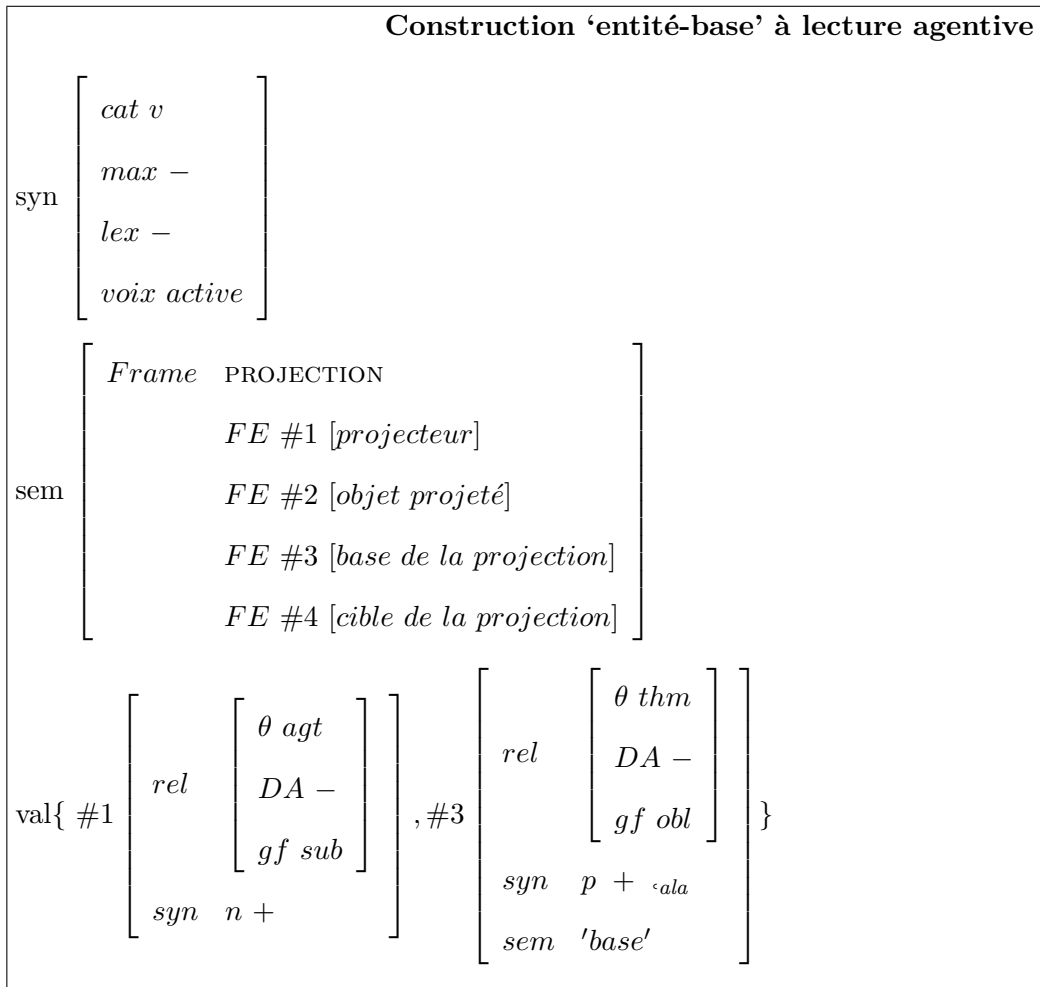 Construction ‘entité-base’ à lecture agentive
syn
cat v
max −
lex −
voix active
sem
Frame PROJECTION
FE #1 [projecteur]
FE #2 [objet projeté]
FE #3 [base de la projection]
FE #4 [cible de la projection]
val{ #1
rel
θ agt
DA −
gf sub
syn n +
, #3
rel
θ thm
DA −
gf obl
syn p + ʿala
sem 'base'
}